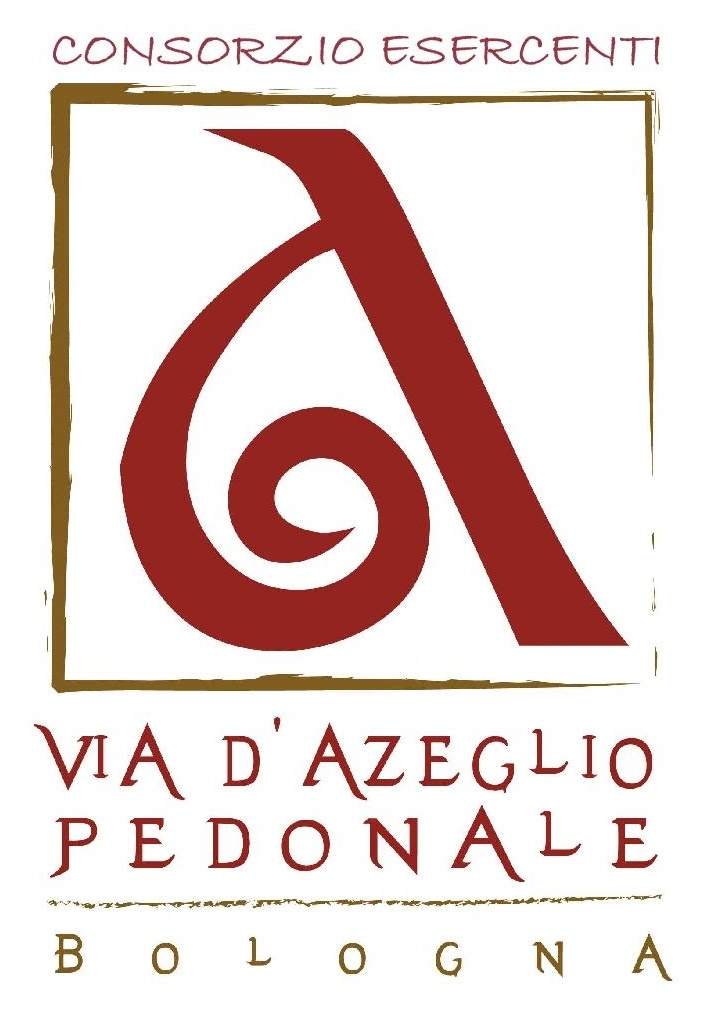 CONSORZIO ESERCENTI
a
VIA D'AZEGLIO
PEDONALE
BOLOGNA